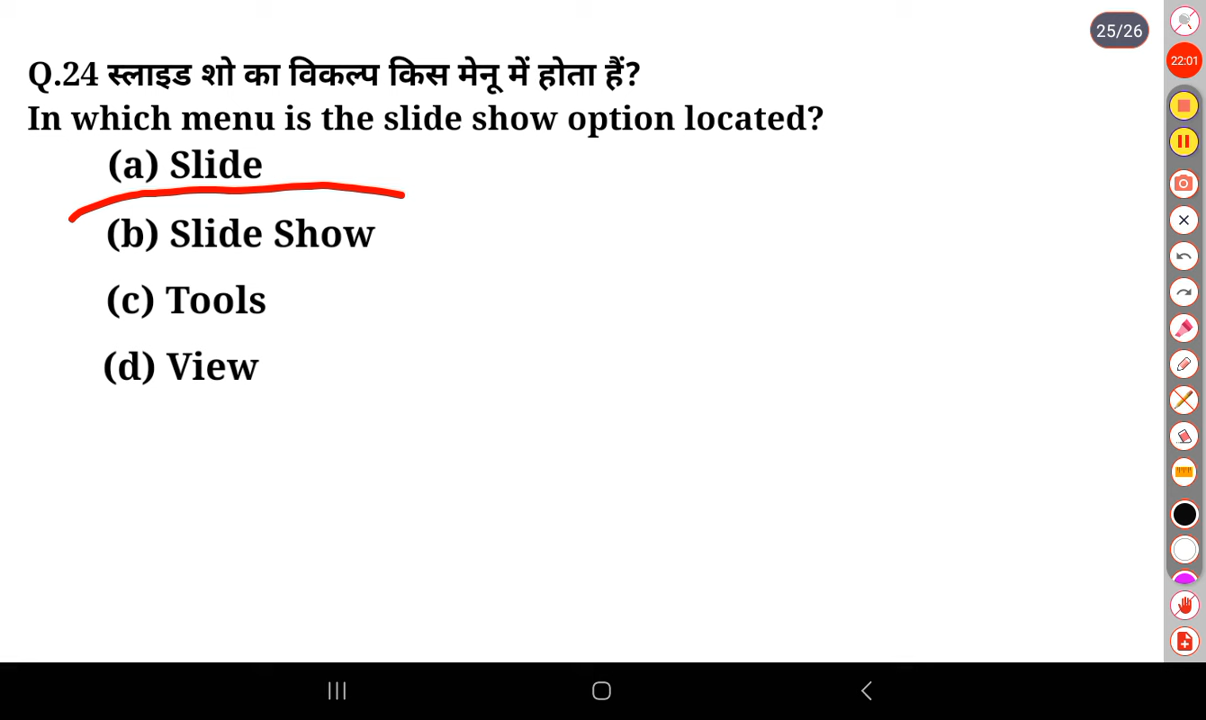 25/26
22:01
Q.24 स्लाइड शो का विकल्प किस मेनू में होता हैं?
In which menu is the slide show option located?
(a) Slide
(b) Slide Show
(c) Tools
(d) View